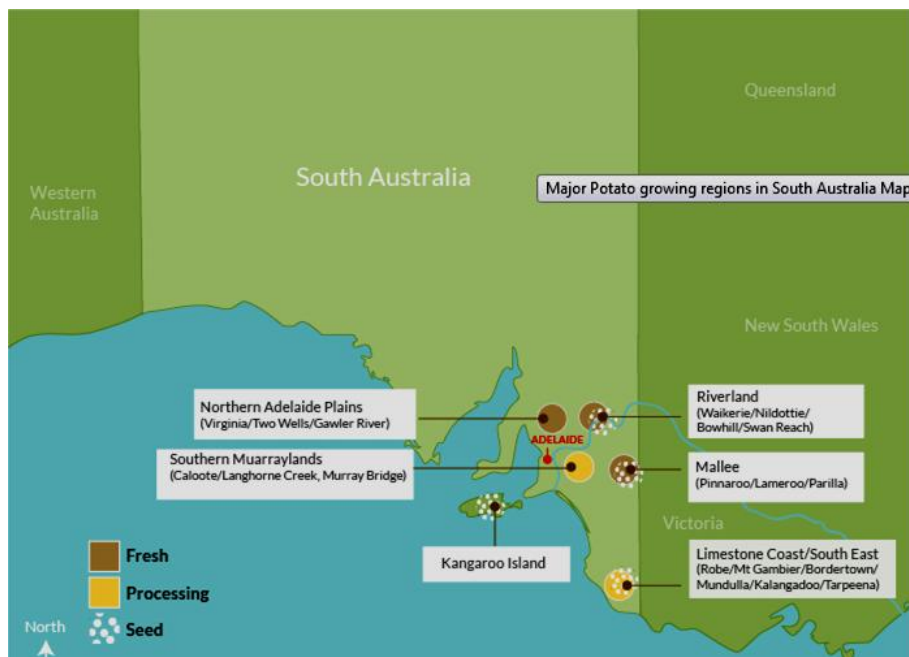 Queensland
South Australia
Western
Australia
Major Potato growing regions in South Australia Map
New South Wales
Northern Adelaide Plains
(Virginia/Two Wells/Gawler River)
Riverland
(Waikerie/Nildottie/
Bowhill/Swan Reach)
ADELAIDE
Southern Muarraylands
(Caloote/Langhorne Creek, Murray Bridge)
Mallee
(Pinnaroo/Lameroo/Parilla)
Victoria
Kangaroo Island
Limestone Coast/South East
(Robe/Mt Gambier/Bordertown/
Mundulla/Kalangadoo/Tarpeena)
Fresh
Processing
Seed
North